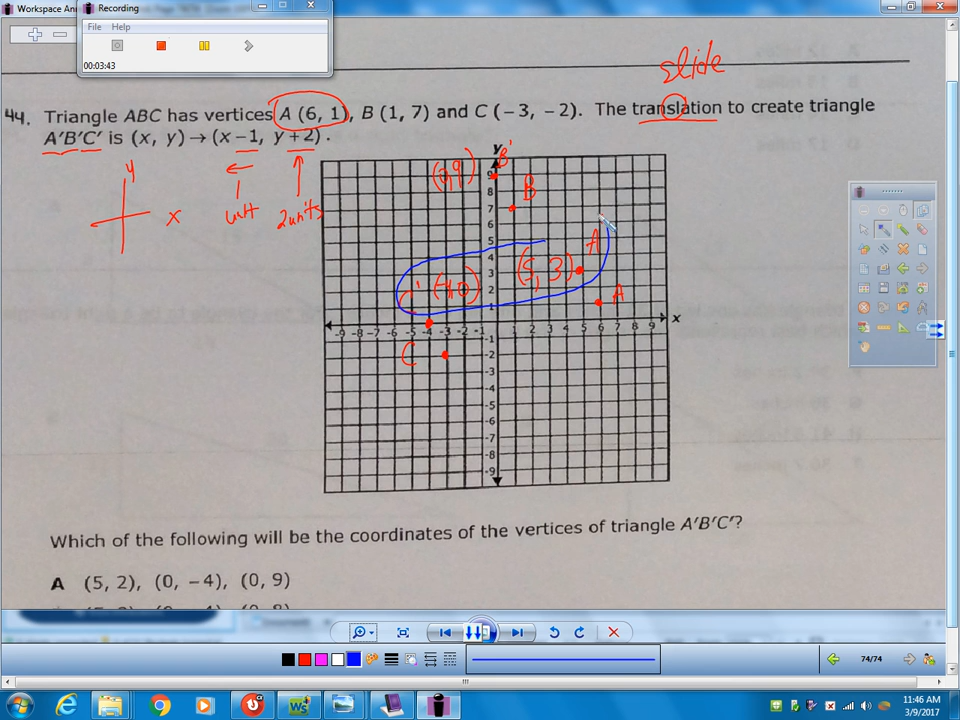 Workspace An
Recording
File Help
00:03:43
slide
44. Triangle ABC has vertices A (6, 1), B (1, 7) and C (−3, −2). The translation to create triangle
A′B′C′ is (x, y) → (x−1, y+2).
y
x
unit
2 units
y
B'
(0,9)
B
9
8
7
6
5
4
3
2
1
A
(5, 3)
A
C'
(-4,0)
C
-9 -8 -7 -6 -5 -4 -3 -2 -1 1 2 3 4 5 6 7 8 9 x
-1
-2
-3
-4
-5
-6
-7
-8
-9
Which of the following will be the coordinates of the vertices of triangle A′B′C′?
A (5, 2), (0, −4), (0, 9)
74/74
11:46 AM
3/9/2017